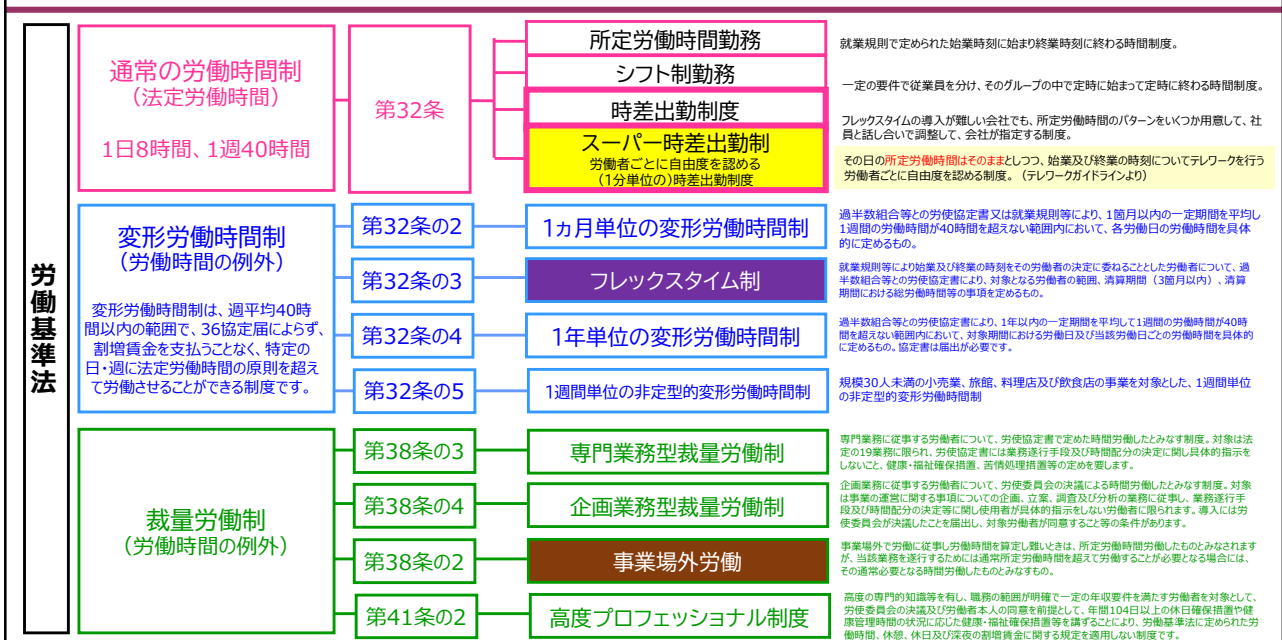 労働基準法
通常の労働時間制
（法定労働時間）
1日8時間、1週40時間
第32条
所定労働時間勤務
就業規則で定められた始業時刻に始まり終業時刻に終わる時間制度。
シフト制勤務
一定の要件で従業員を分け、そのグループの中で定時に始まって定時に終わる時間制度。
時差出勤制度
フレックスタイムの導入が難しい会社でも、所定労働時間のパターンをいくつか用意して、社
員と話し合いで調整して、会社が指定する制度。
スーパー時差出勤制
労働者ごとに自由度を認める
（1分単位の）時差出勤制度
その日の所定労働時間はそのままとしつつ、始業及び終業の時刻についてテレワークを行う
労働者ごとに自由度を認める制度。（テレワークガイドラインより）
変形労働時間制
（労働時間の例外）
変形労働時間制は、週平均40時
間以内の範囲で、36協定届によらず、
割増賃金を支払うことなく、特定の
日・週に法定労働時間の原則を超え
て労働させることができる制度です。
第32条の2
1ヵ月単位の変形労働時間制
過半数組合等との労使協定書又は就業規則等により、1箇月以内の一定期間を平均し
1週間の労働時間が40時間を超えない範囲内において、各労働日の労働時間を具体
的に定めるもの。
第32条の3
フレックスタイム制
就業規則等により始業及び終業の時刻をその労働者の決定に委ねることとした労働者について、過
半数組合等との労使協定書により、対象となる労働者の範囲、清算期間（3箇月以内）、清算
期間における総労働時間等の事項を定めるもの。
第32条の4
1年単位の変形労働時間制
過半数組合等との労使協定書により、1年以内の一定期間を平均して1週間の労働時間が40時
間を超えない範囲内において、対象期間における労働日及び当該労働日ごとの労働時間を具体的
に定めるもの。協定書は届出が必要です。
第32条の5
1週間単位の非定型的変形労働時間制
規模30人未満の小売業、旅館、料理店及び飲食店の事業を対象とした、1週間単位
の非定型的変形労働時間制
裁量労働制
（労働時間の例外）
第38条の3
専門業務型裁量労働制
専門業務に従事する労働者について、労使協定書で定めた時間労働したとみなす制度。対象は法
定の19業務に限られ、労使協定書には業務遂行手段及び時間配分の決定に関し具体的指示を
しないこと、健康・福祉確保措置、苦情処理措置等の定めを要します。
第38条の4
企画業務型裁量労働制
企画業務に従事する労働者について、労使委員会の決議による時間労働したとみなす制度。対象
は事業の運営に関する事項についての企画、立案、調査及び分析の業務に従事し、業務遂行手
段及び時間配分の決定等に関し使用者が具体的指示をしない労働者に限られます。導入には労
使委員会が決議したことを届出し、対象労働者が同意すること等の条件があります。
第38条の2
事業場外労働
事業場外で労働に従事し労働時間を算定し難いときは、所定労働時間労働したものとみなされます
が、当該業務を遂行するためには通常所定労働時間を超えて労働することが必要となる場合には、
その通常必要となる時間労働したものとみなすもの。
第41条の2
高度プロフェッショナル制度
高度の専門的知識等を有し、職務の範囲が明確で一定の年収要件を満たす労働者を対象として、
労使委員会の決議及び労働者本人の同意を前提として、年間104日以上の休日確保措置や健
康管理時間の状況に応じた健康・福祉確保措置等を講ずることにより、労働基準法に定められた労
働時間、休憩、休日及び深夜の割増賃金に関する規定を適用しない制度です。